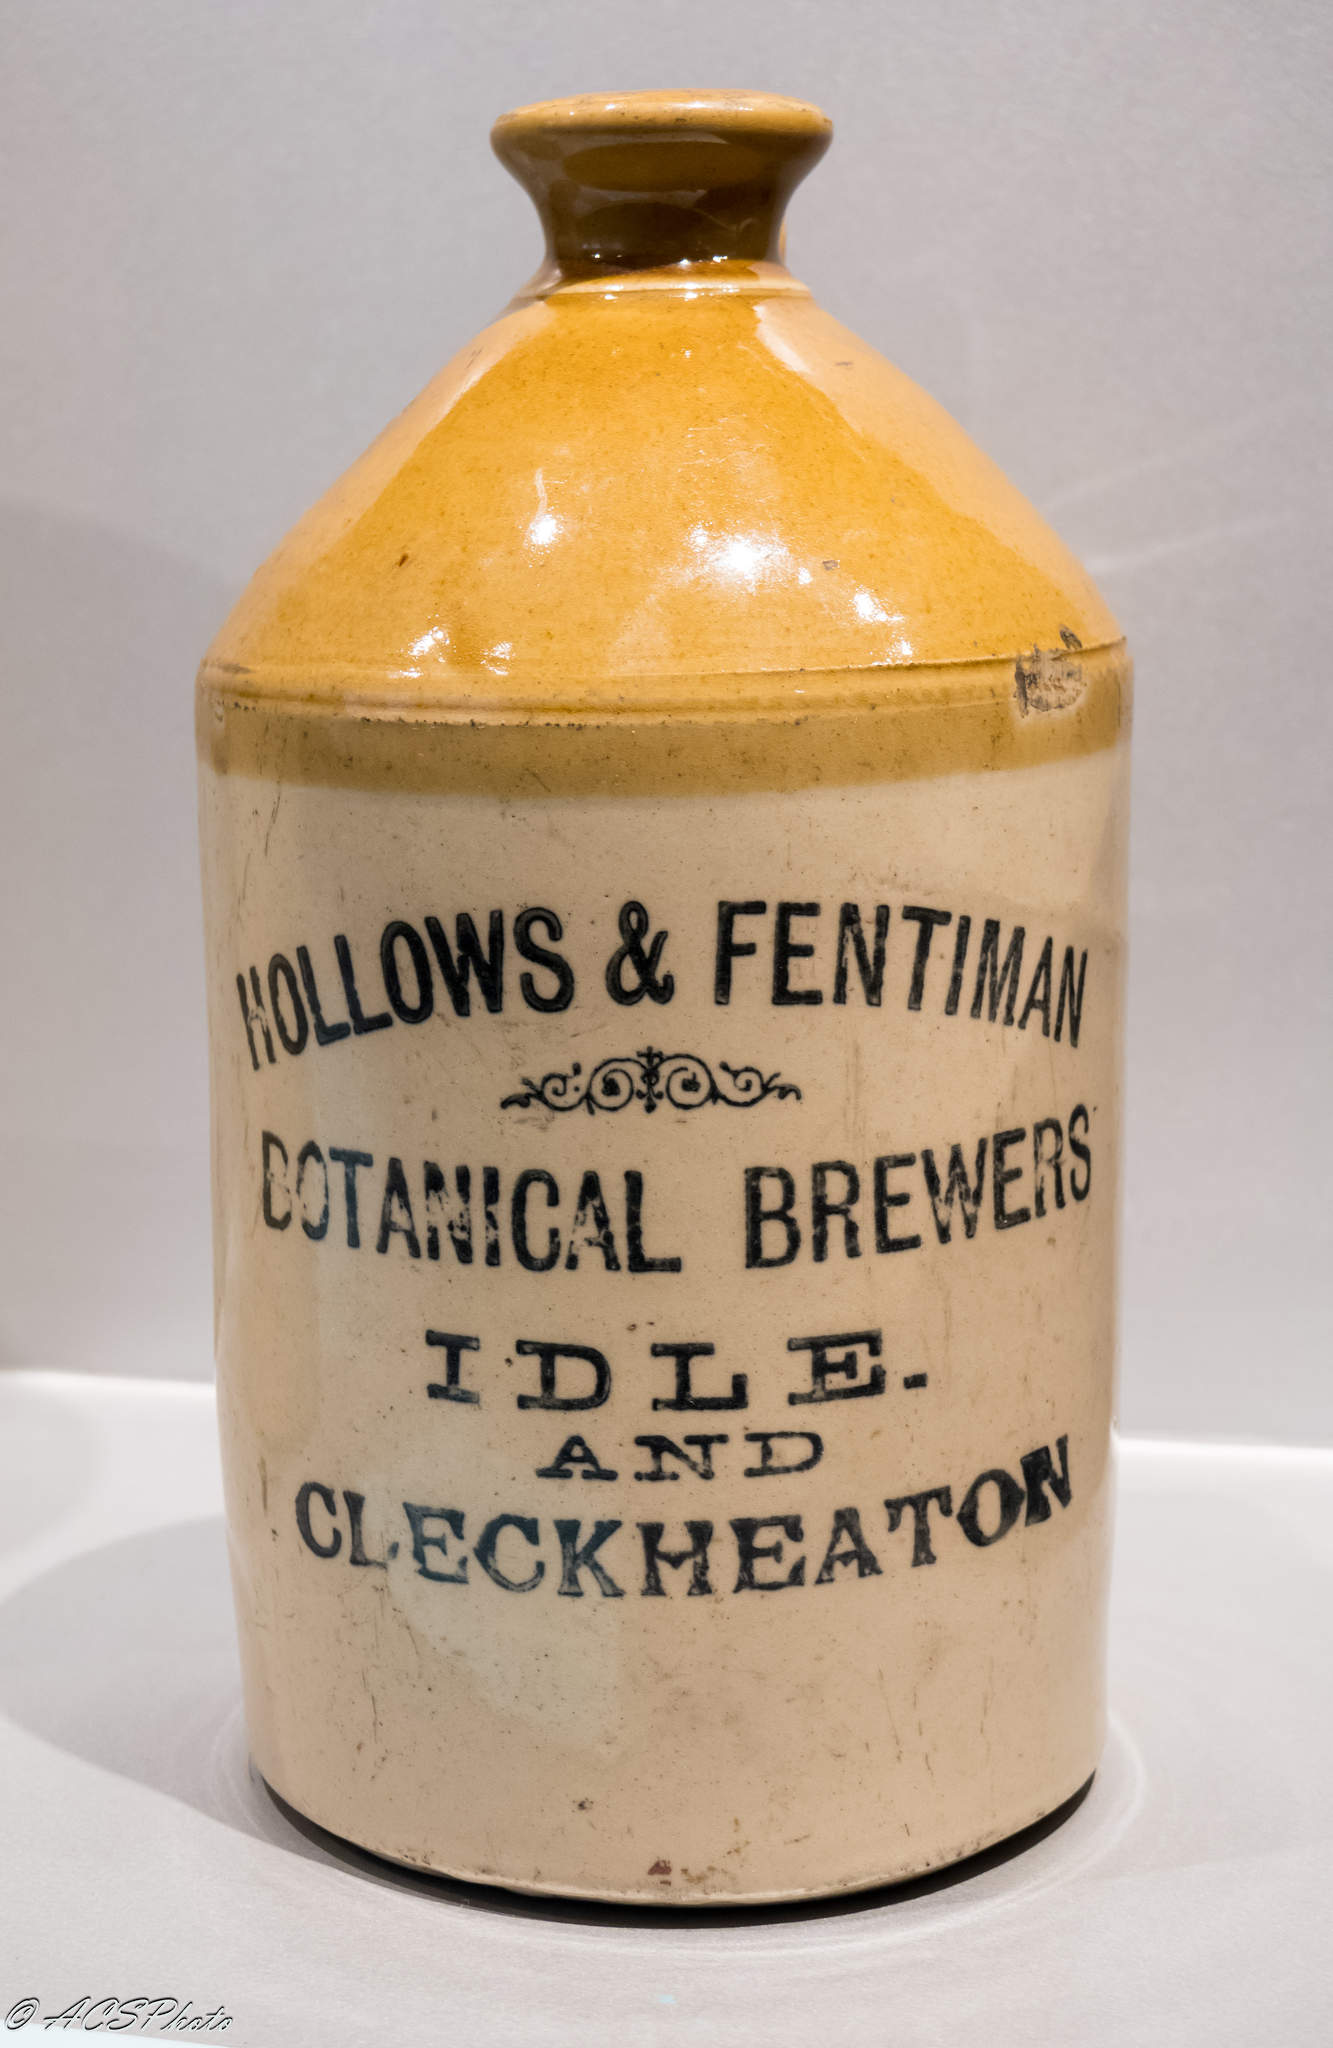 HOLLOWS & FENTIMAN
BOTANICAL BREWERS
IDLE.
AND
CLECKHEATON
© ACSPhoto